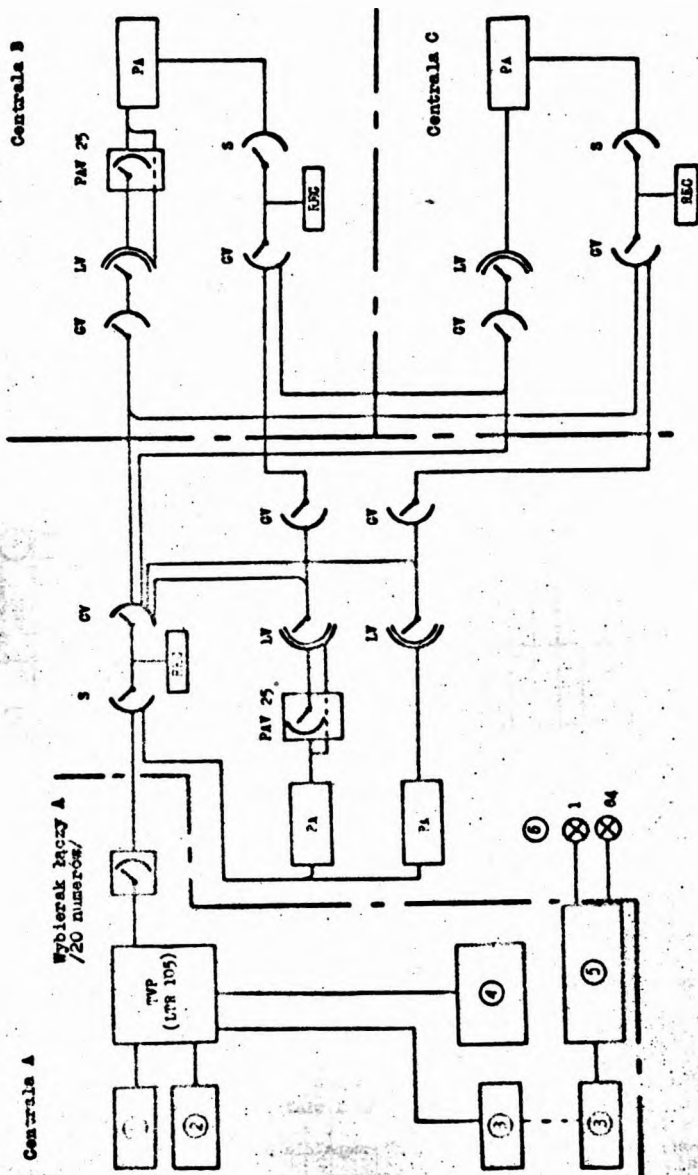 Centrala A
Wybierak łączy A
/20 numerów/
TVP
(LTR 105)
②
③
③
④
⑤
⑥
1
64
S
GV
REG
PA
PAV 25
LV
GV
PA
LV
GV
Centrala B
GV
LV
PAV 25
PA
GV
S
REG
Centrala C
GV
LV
PA
GV
S
REG